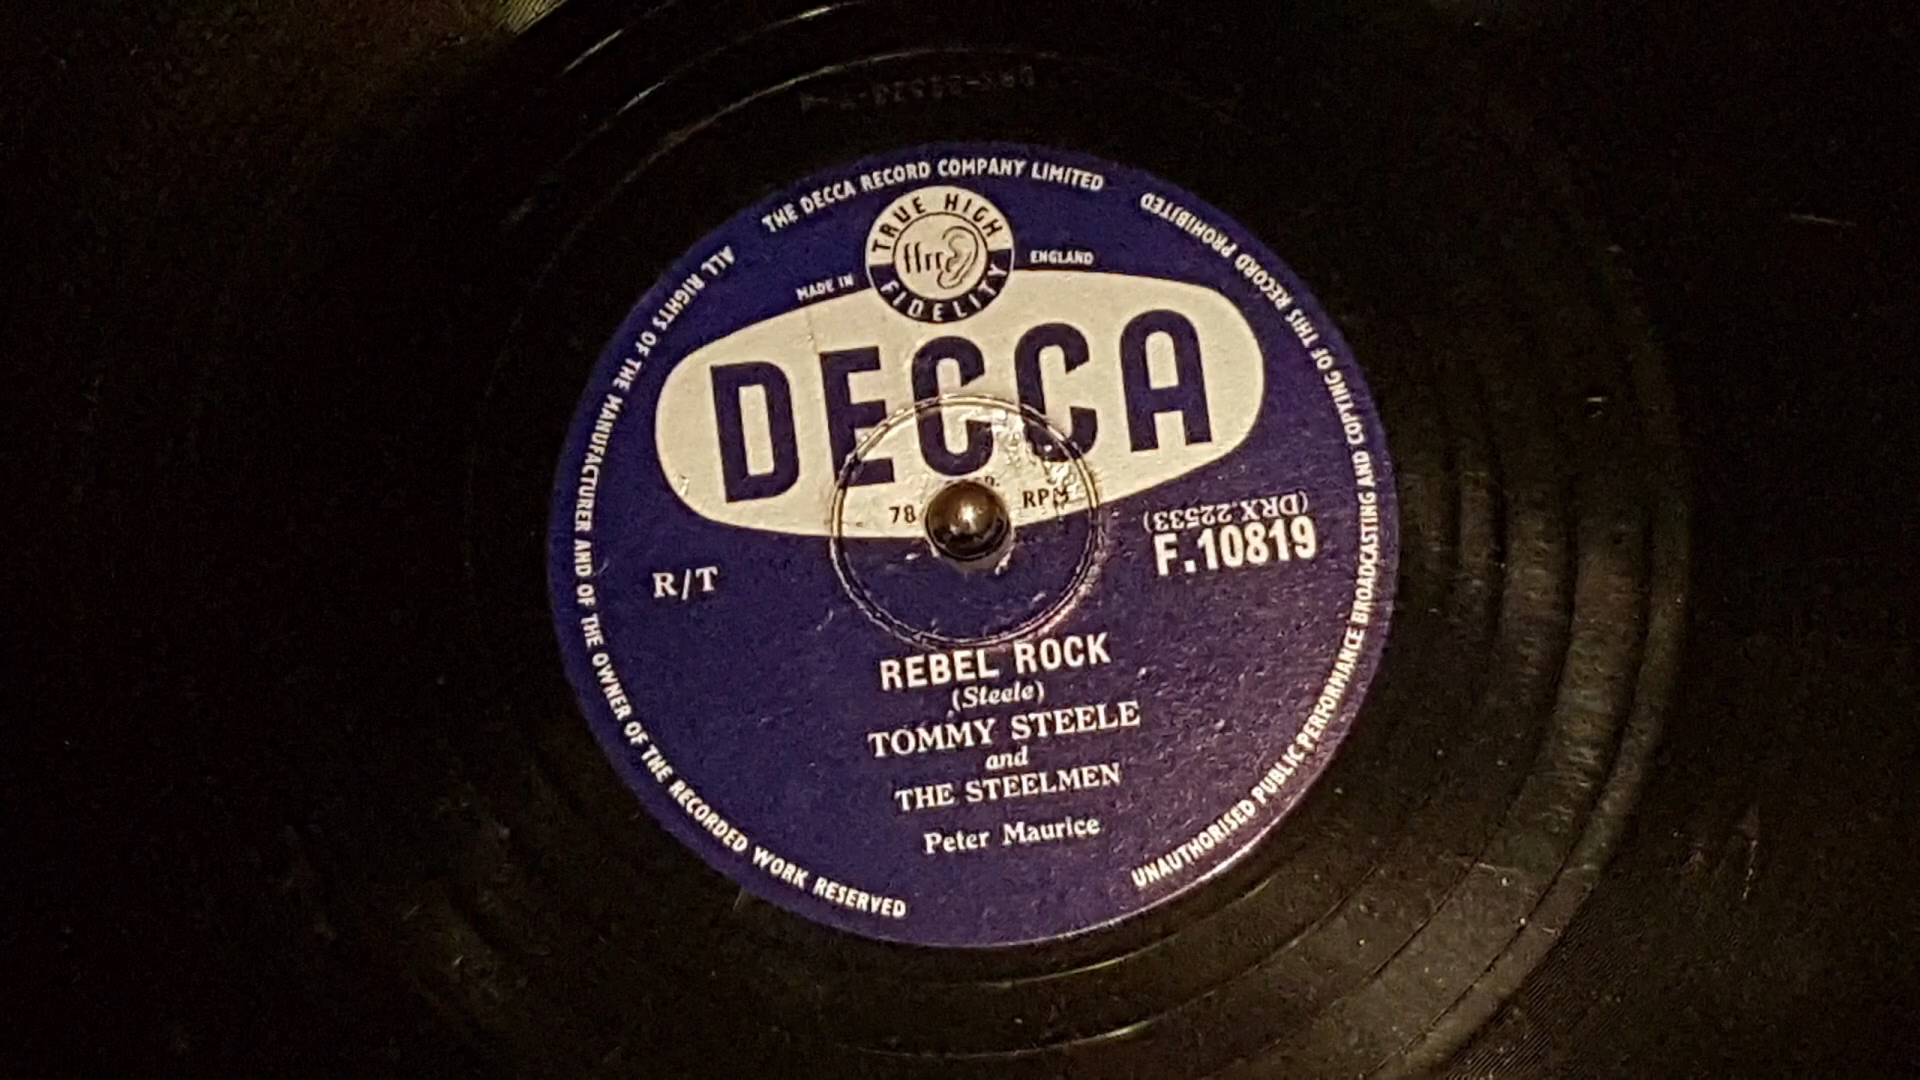 THE DECCA RECORD COMPANY LIMITED
TRUE HIGH
ffrr
FIDELITY
MADE IN
ENGLAND
DECCA
78
RPM
(DRX 22533)
F.10819
R/T
REBEL ROCK
(Steele)
TOMMY STEELE
and
THE STEELMEN
Peter Maurice
ALL RIGHTS OF THE MANUFACTURER AND OF THE OWNER OF THE RECORDED WORK RESERVED
UNAUTHORISED PUBLIC PERFORMANCE BROADCASTING AND COPYING OF THIS RECORD PROHIBITED